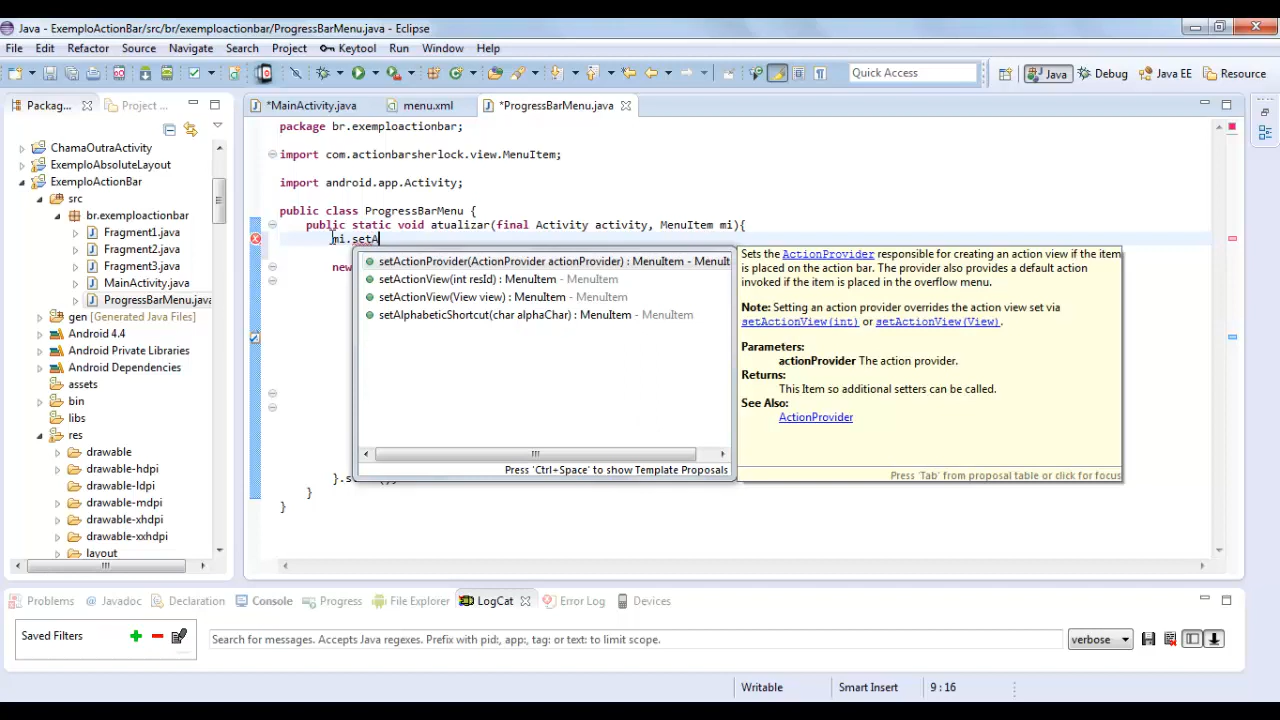 Java - ExemploActionBar/src/br/exemploactionbar/ProgressBarMenu.java - Eclipse
File Edit Refactor Source Navigate Search Project Keytool Run Window Help
Quick Access Java Debug Java EE Resource
Packag... Project ... *MainActivity.java menu.xml *ProgressBarMenu.java
ChamaOutraActivity
ExemploAbsoluteLayout
ExemploActionBar
src
br.exemploactionbar
Fragment1.java
Fragment2.java
Fragment3.java
MainActivity.java
ProgressBarMenu.java
gen [Generated Java Files]
Android 4.4
Android Private Libraries
Android Dependencies
assets
bin
libs
res
drawable
drawable-hdpi
drawable-ldpi
drawable-mdpi
drawable-xhdpi
drawable-xxhdpi
layout
package br.exemploactionbar;
import com.actionbarsherlock.view.MenuItem;
import android.app.Activity;
public class ProgressBarMenu {
public static void atualizar(final Activity activity, MenuItem mi){
mi.setA
new
}
}
setActionProvider(ActionProvider actionProvider) : MenuItem - MenuIt
setActionView(int resId) : MenuItem - MenuItem
setActionView(View view) : MenuItem - MenuItem
setAlphabeticShortcut(char alphaChar) : MenuItem - MenuItem
Press 'Ctrl+Space' to show Template Proposals
Sets the ActionProvider responsible for creating an action view if the item
is placed on the action bar. The provider also provides a default action
invoked if the item is placed in the overflow menu.
Note: Setting an action provider overrides the action view set via
setActionView(int) or setActionView(View).
Parameters:
actionProvider The action provider.
Returns:
This Item so additional setters can be called.
See Also:
ActionProvider
Press 'Tab' from proposal table or click for focus
Problems Javadoc Declaration Console Progress File Explorer LogCat Error Log Devices
Saved Filters Search for messages. Accepts Java regexes. Prefix with pid:, app:, tag: or text: to limit scope. verbose
Writable Smart Insert 9 : 16